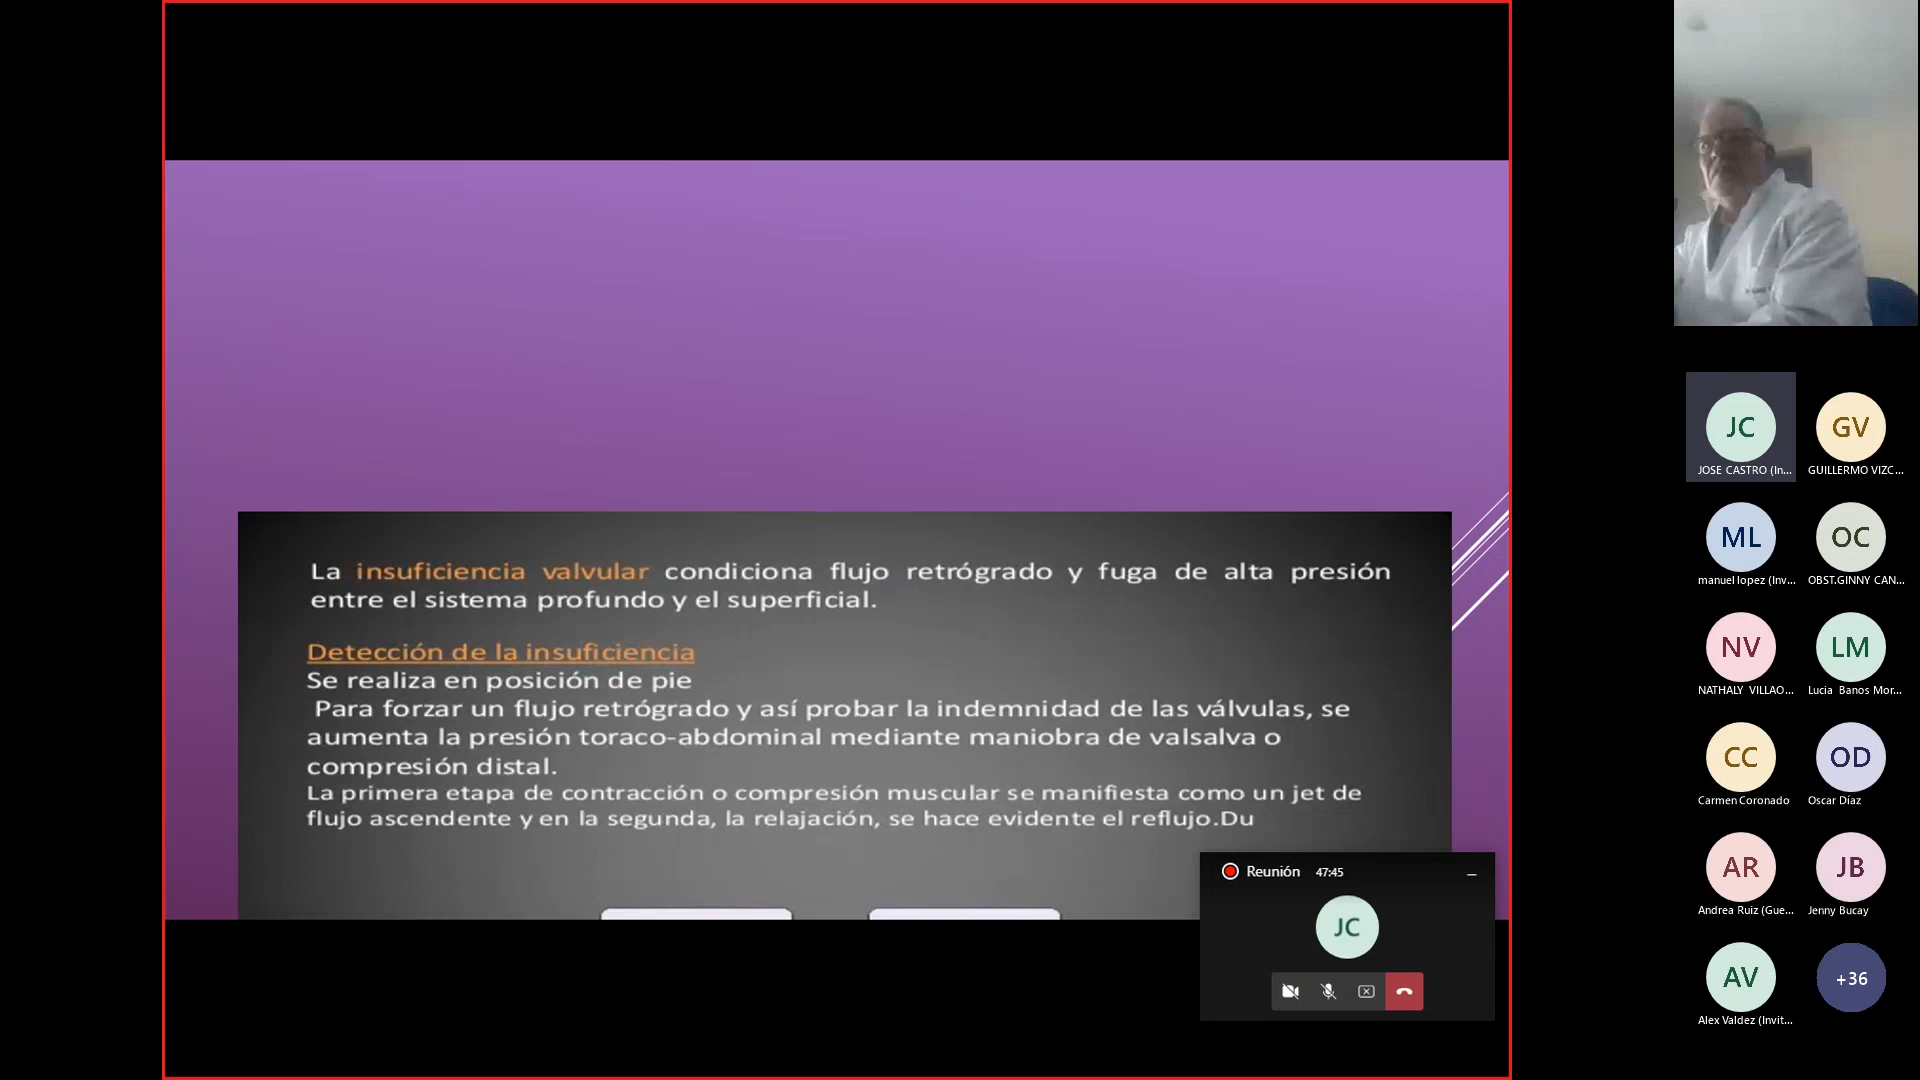 La insuficiencia valvular condiciona flujo retrógrado y fuga de alta presión
entre el sistema profundo y el superficial.
Detección de la insuficiencia
Se realiza en posición de pie
Para forzar un flujo retrógrado y así probar la indemnidad de las válvulas, se
aumenta la presión toraco-abdominal mediante maniobra de valsalva o
compresión distal.
La primera etapa de contracción o compresión muscular se manifiesta como un jet de
flujo ascendente y en la segunda, la relajación, se hace evidente el reflujo.Du
Reunión 47:45
JC
JC GV
JOSE CASTRO (In... GUILLERMO VIZC...
ML OC
manuel lopez (Inv... OBST.GINNY CAN...
NV LM
NATHALY VILLAO... Lucia Banos Mor...
CC OD
Carmen Coronado Oscar Díaz
AR JB
Andrea Ruiz (Gue... Jenny Bucay
AV +36
Alex Valdez (Invit...